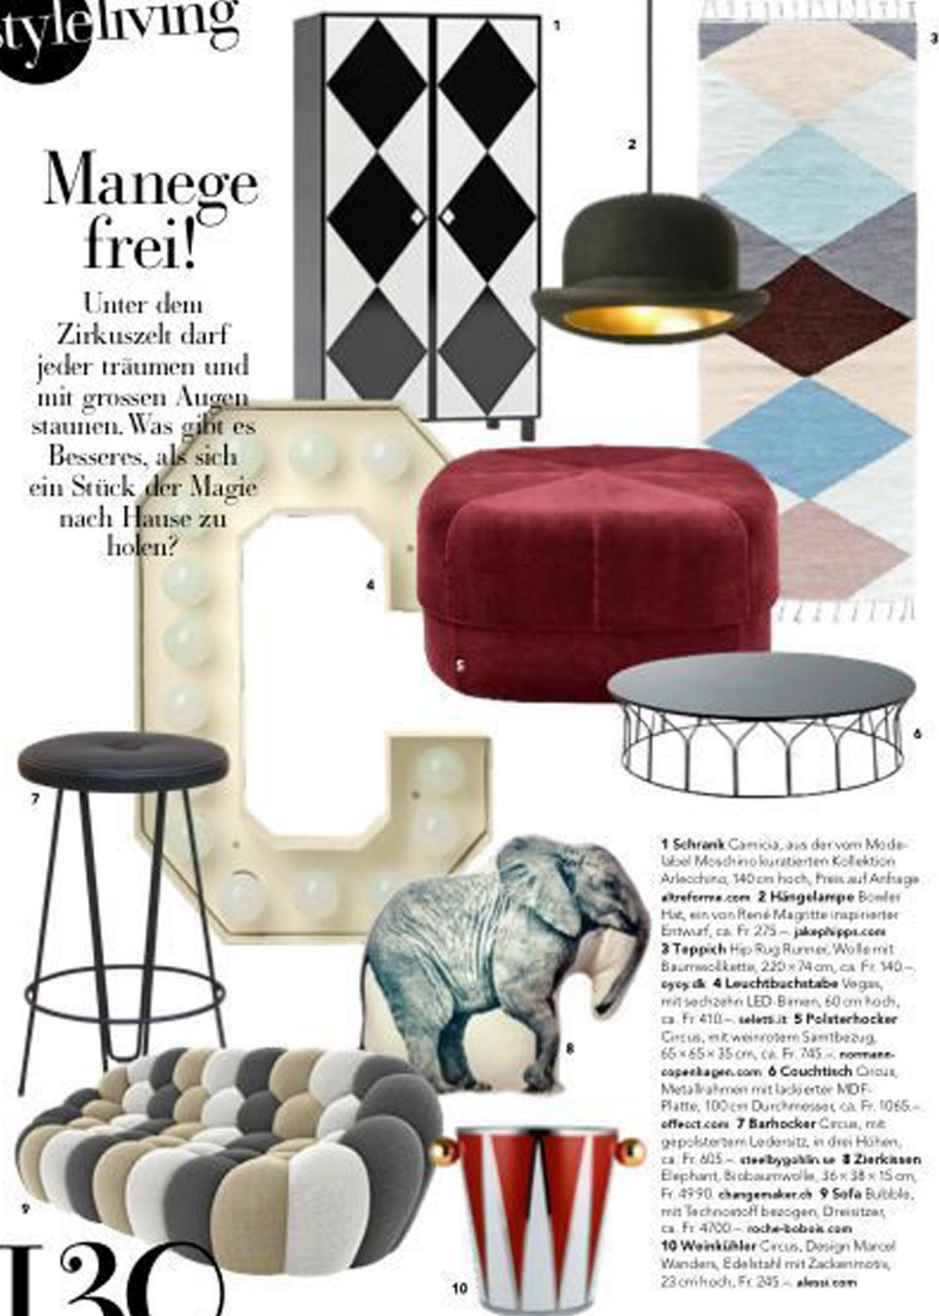 styleliving
1
3
2
Manege
frei!
Unter dem
Zirkuszelt darf
jeder träumen und
mit grossen Augen
staunen. Was gibt es
Besseres, als sich
ein Stück der Magie
nach Hause zu
holen?
4
5
6
7
8
9
10
1 Schrank Camicia, aus der vom Mode-
label Moschino kuratierten Kollektion
Arlecchino, 140 cm hoch, Preis auf Anfrage
altreforme.com 2 Hängelampe Bowler
Hat, ein von René Magritte inspirierter
Entwurf, ca. Fr. 275.–. jakephipps.com
3 Teppich Hip Rug Runner, Wolle mit
Baumwollkette, 220 × 74 cm, ca. Fr. 140.–.
oyoy.dk 4 Leuchtbuchstabe Vegas,
mit sechzehn LED-Birnen, 60 cm hoch,
ca. Fr. 410.–. seletti.it 5 Polsterhocker
Circus, mit weinrotem Samtbezug,
65 × 65 × 35 cm, ca. Fr. 745.–. normann-
copenhagen.com 6 Couchtisch Circus,
Metallrahmen mit lackierter MDF-
Platte, 100 cm Durchmesser, ca. Fr. 1065.–.
offecct.com 7 Barhocker Circus, mit
gepolstertem Ledersitz, in drei Höhen,
ca. Fr. 605.–. steelbygohlin.se 8 Zierkissen
Elephant, Biobaumwolle, 36 × 38 × 15 cm,
Fr. 49.90. changemaker.ch 9 Sofa Bubble,
mit Technostoff bezogen, Dreisitzer,
ca. Fr. 4700.–. roche-bobois.com
10 Weinkühler Circus, Design Marcel
Wanders, Edelstahl mit Zackenmotiv,
23 cm hoch, Fr. 245.–. alessi.com
130